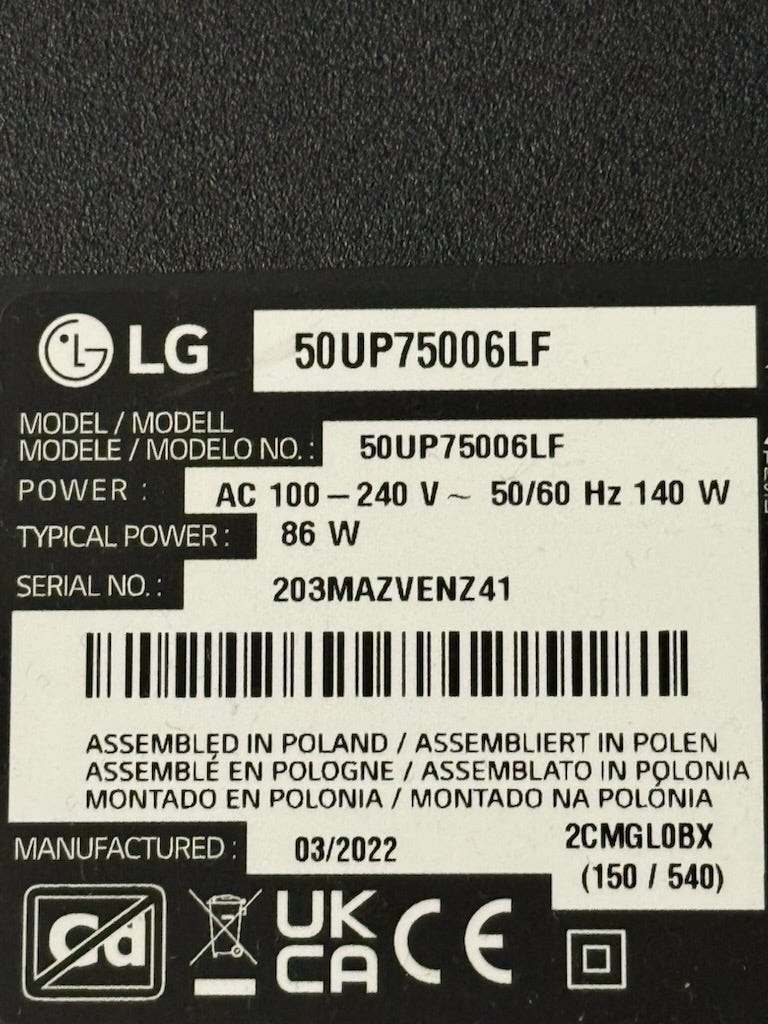 LG 50UP75006LF
MODEL / MODELL
MODELE / MODELO NO. : 50UP75006LF
POWER : AC 100 – 240 V ~ 50/60 Hz 140 W
TYPICAL POWER : 86 W
SERIAL NO. : 203MAZVENZ41
ASSEMBLED IN POLAND / ASSEMBLIERT IN POLEN
ASSEMBLÉ EN POLOGNE / ASSEMBLATO IN POLONIA
MONTADO EN POLONIA / MONTADO NA POLÓNIA
MANUFACTURED : 03/2022 2CMGL0BX
(150 / 540)
Cd UK CA CE